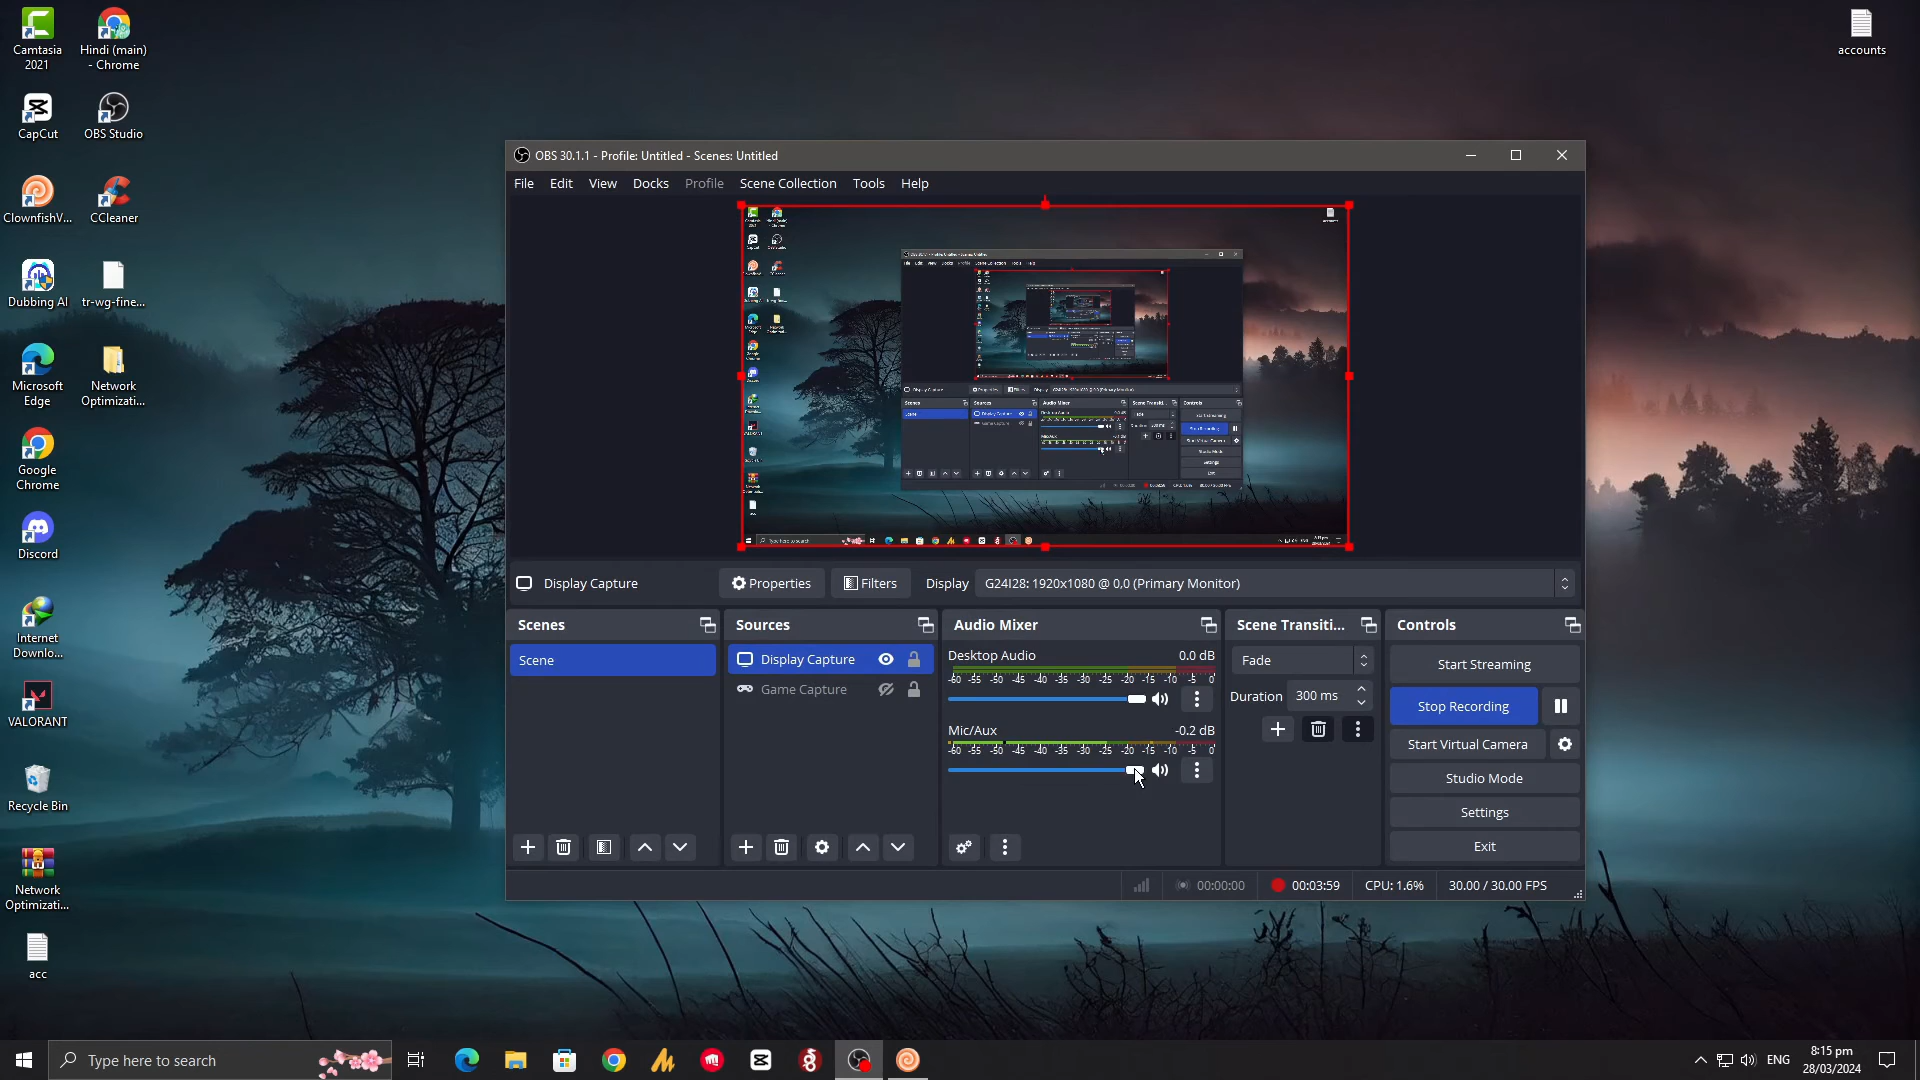 Camtasia
2021
Hindi (main)
- Chrome
CapCut
OBS Studio
ClownfishV...
CCleaner
Dubbing AI
tr-wg-fine...
Microsoft
Edge
Network
Optimizati...
Google
Chrome
Discord
Internet
Downlo...
VALORANT
Recycle Bin
Network
Optimizati...
acc
accounts
OBS 30.1.1 - Profile: Untitled - Scenes: Untitled
File Edit View Docks Profile Scene Collection Tools Help
Display Capture Properties Filters Display G24I28: 1920x1080 @ 0,0 (Primary Monitor)
Scenes
Scene
Sources
Display Capture
Game Capture
Audio Mixer
Desktop Audio 0.0 dB
-60 -55 -50 -45 -40 -35 -30 -25 -20 -15 -10 -5 0
Mic/Aux -0.2 dB
-60 -55 -50 -45 -40 -35 -30 -25 -20 -15 -10 -5 0
Scene Transiti...
Fade
Duration 300 ms
Controls
Start Streaming
Stop Recording
Start Virtual Camera
Studio Mode
Settings
Exit
00:00:00 00:03:59 CPU: 1.6% 30.00 / 30.00 FPS
Type here to search
ENG
8:15 pm
28/03/2024